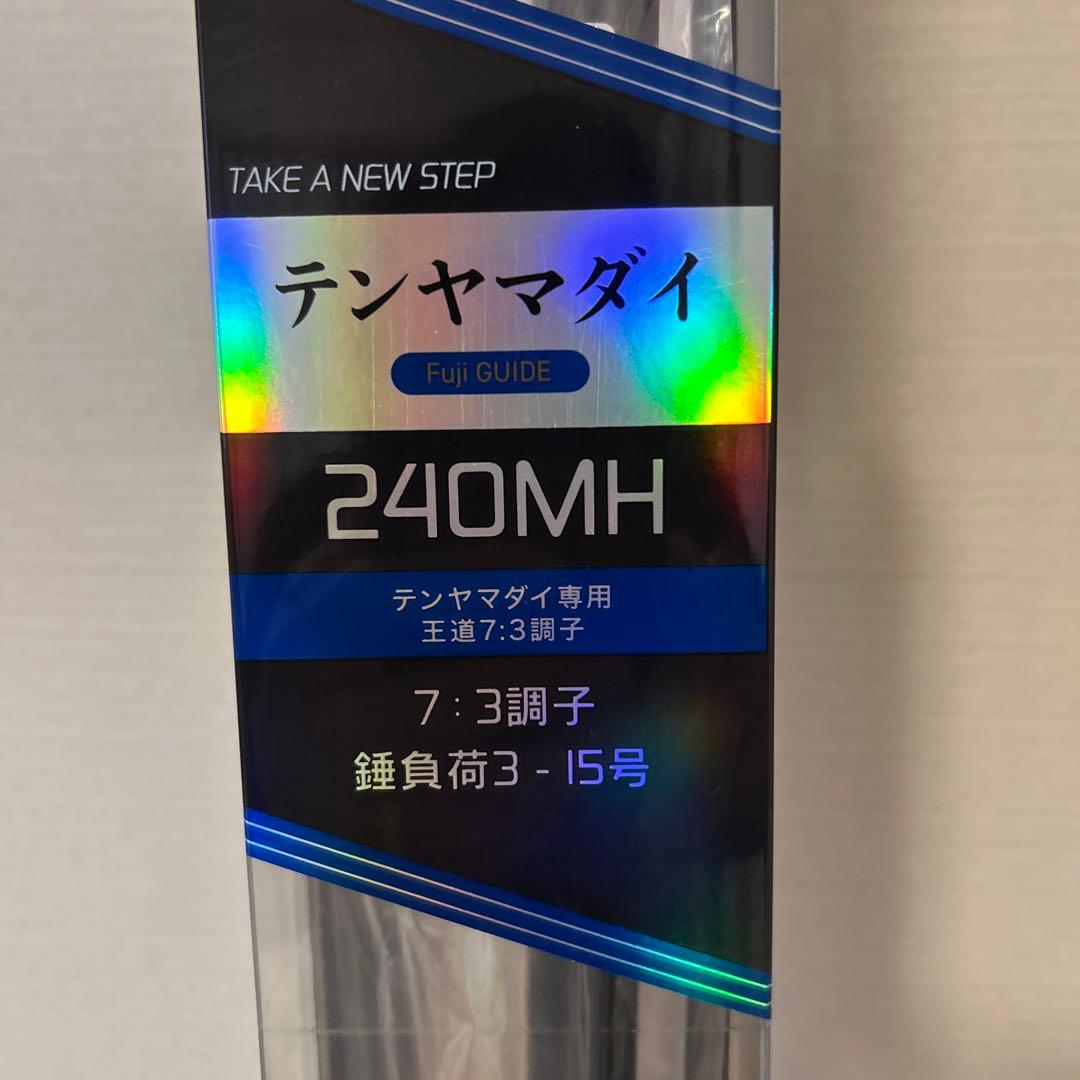 TAKE A NEW STEP
テンヤマダイ
Fuji GUIDE
240MH
テンヤマダイ専用
王道7:3調子
7:3調子
錘負荷3-15号